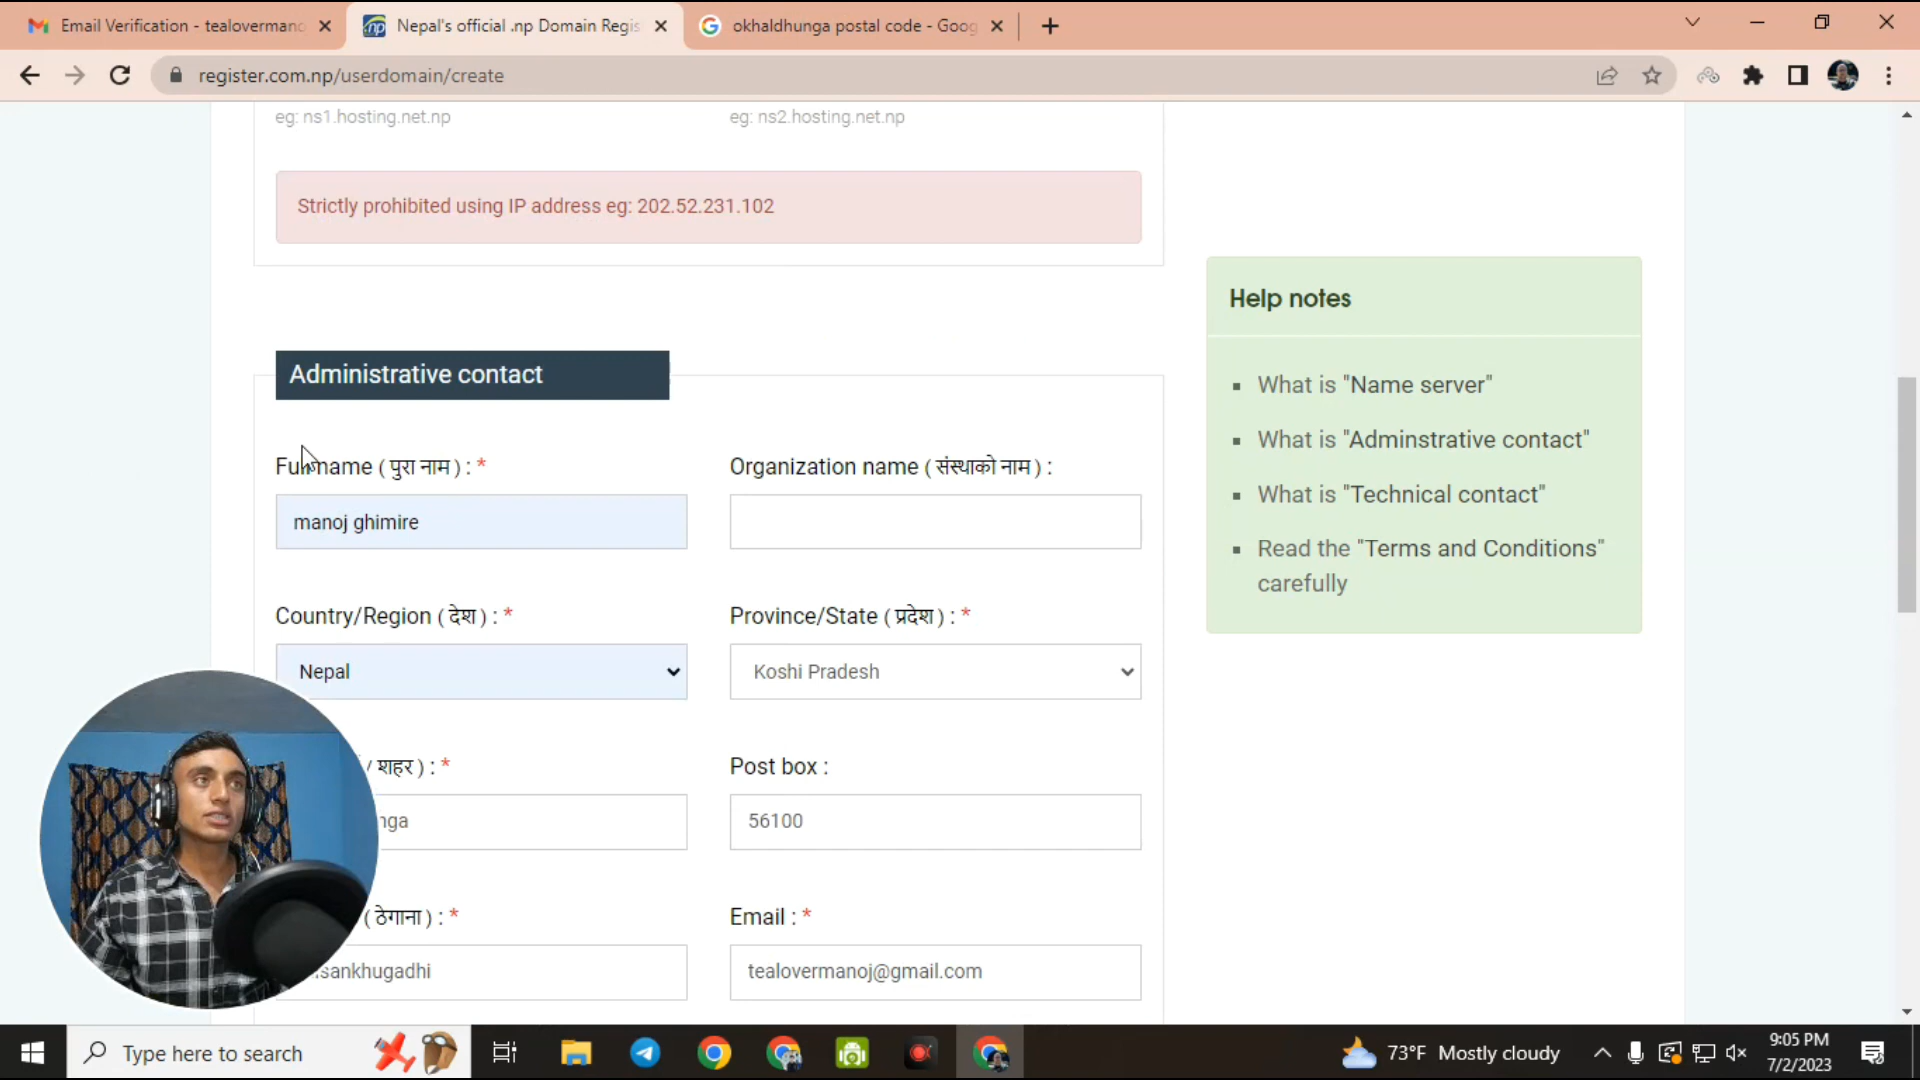 Email Verification - tealovermano
Nepal's official .np Domain Regis
okhaldhunga postal code - Goog
register.com.np/userdomain/create
eg: ns1.hosting.net.np
eg: ns2.hosting.net.np
Strictly prohibited using IP address eg: 202.52.231.102
Administrative contact
name ( पुरा नाम ) : *
Organization name ( संस्थाको नाम ) :
manoj ghimire
Country/Region ( देश ) : *
Province/State ( प्रदेश ) : *
Nepal
Koshi Pradesh
/ शहर ) : *
Post box :
nga
56100
( ठेगाना ) : *
Email : *
sankhugadhi
tealovermanoj@gmail.com
Help notes
What is "Name server"
What is "Adminstrative contact"
What is "Technical contact"
Read the "Terms and Conditions"
carefully
Type here to search
73°F Mostly cloudy
9:05 PM
7/2/2023